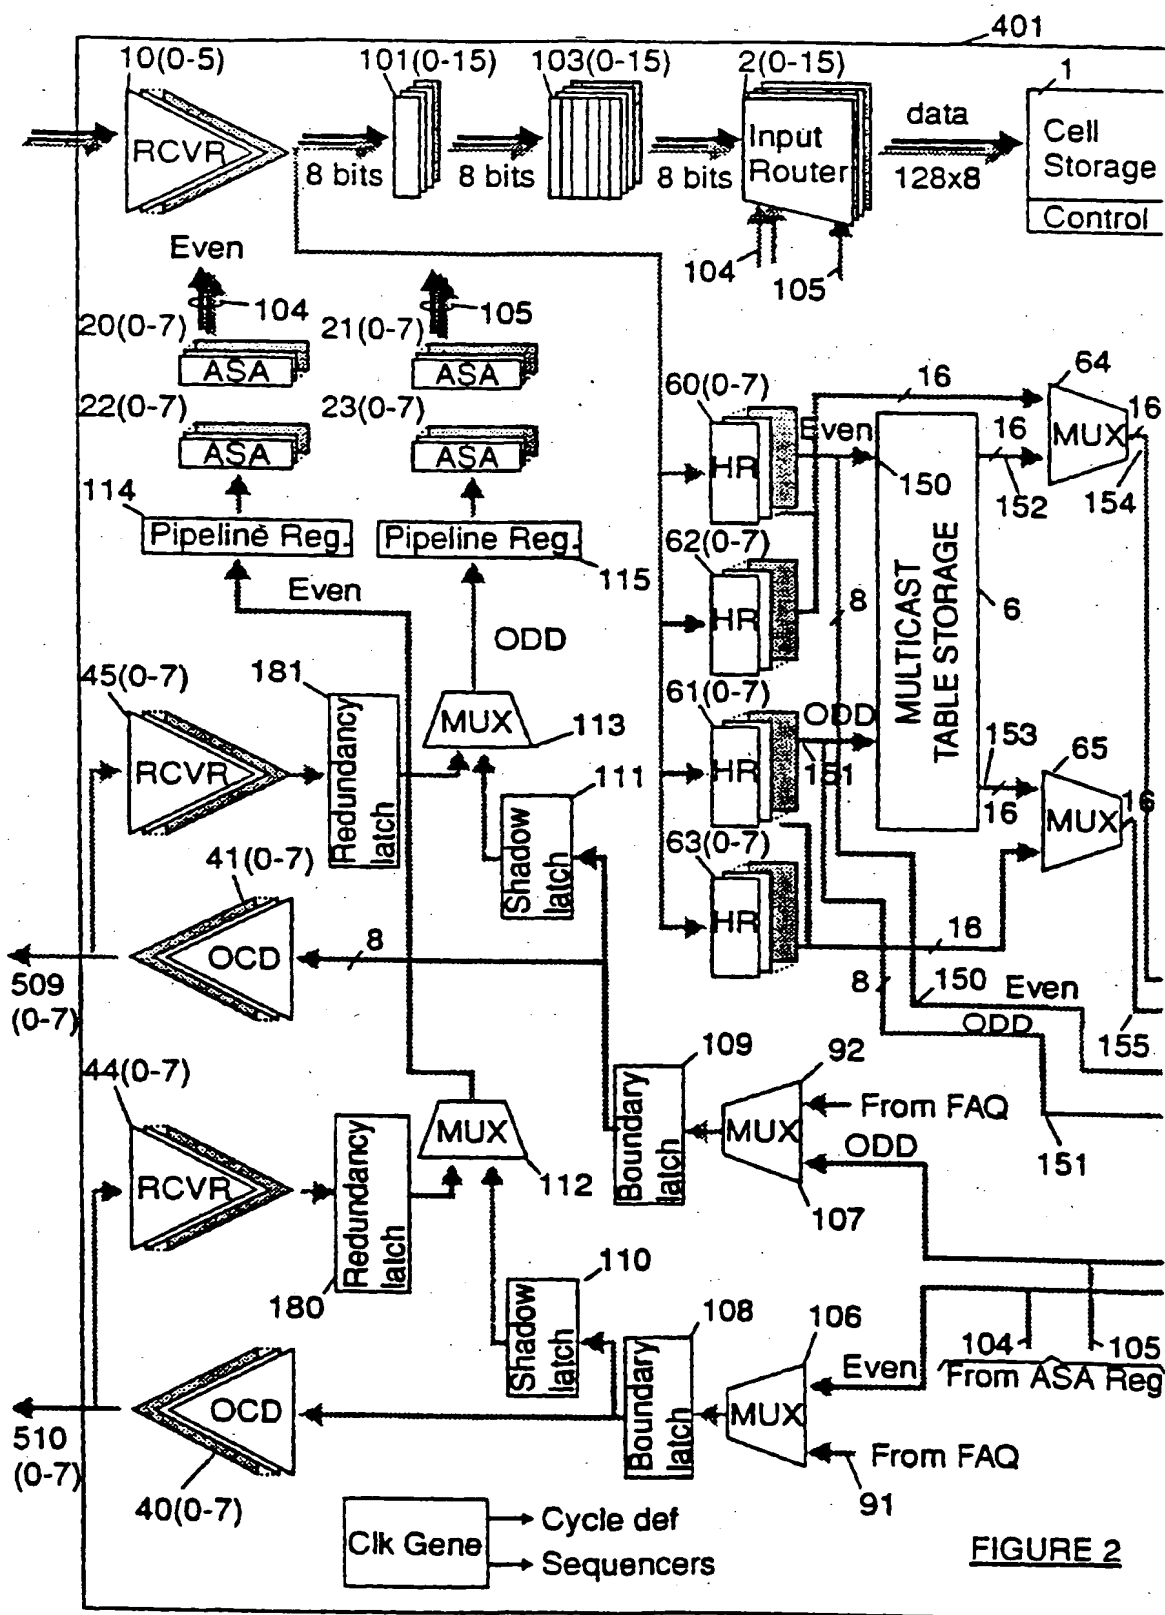 401
10(0-5)
101(0-15)
103(0-15)
2(0-15)
1
RCVR
8 bits
8 bits
8 bits
Input
Router
data
128x8
Cell
Storage
Control
104
105
Even
104
105
20(0-7)
ASA
21(0-7)
ASA
22(0-7)
ASA
23(0-7)
ASA
114
Pipeline Reg.
Pipeline Reg.
115
Even
ODD
60(0-7)
HR
Even
62(0-7)
HR
61(0-7)
HR
ODD
151
63(0-7)
HR
16
64
MUX
16
16
150
152
154
8
MULTICAST
TABLE STORAGE
6
153
16
65
MUX
16
16
8
150
Even
ODD
155
151
45(0-7)
RCVR
181
Redundancy
latch
MUX
113
111
Shadow
latch
41(0-7)
OCD
8
509
(0-7)
44(0-7)
RCVR
Redundancy
latch
180
MUX
112
109
Boundary
latch
92
MUX
From FAQ
ODD
107
110
Shadow
latch
108
Boundary
latch
106
MUX
Even
From FAQ
91
104
105
From ASA Reg
OCD
510
(0-7)
40(0-7)
Clk Gene
Cycle def
Sequencers
FIGURE 2